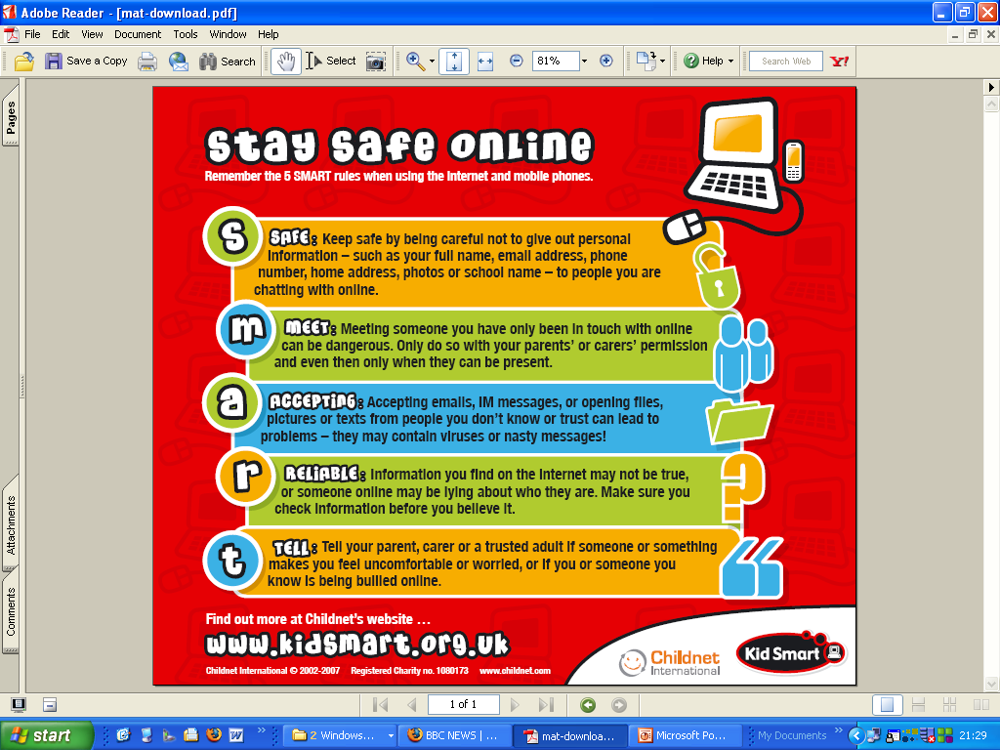 Adobe Reader - [mat-download.pdf]
File Edit View Document Tools Window Help
Save a Copy Search Select 81% Help Search Web Y!
Pages
Attachments
Comments
Stay Safe Online
Remember the 5 SMART rules when using the Internet and mobile phones.
S
SAFE: Keep safe by being careful not to give out personal
information – such as your full name, email address, phone
number, home address, photos or school name – to people you are
chatting with online.
m
MEET: Meeting someone you have only been in touch with online
can be dangerous. Only do so with your parents' or carers' permission
and even then only when they can be present.
a
ACCEPTING: Accepting emails, IM messages, or opening files,
pictures or texts from people you don't know or trust can lead to
problems – they may contain viruses or nasty messages!
r
RELIABLE: Information you find on the Internet may not be true,
or someone online may be lying about who they are. Make sure you
check information before you believe it.
?
t
TELL: Tell your parent, carer or a trusted adult if someone or something
makes you feel uncomfortable or worried, or if you or someone you
know is being bullied online.
Find out more at Childnet's website ...
www.kidsmart.org.uk
Childnet International © 2002-2007 Registered Charity no. 1080173 www.childnet.com
Childnet
International
Kid Smart
1 of 1
start 2 Windows... BBC NEWS | ... mat-downloa... Microsoft Po... My Documents 21:29